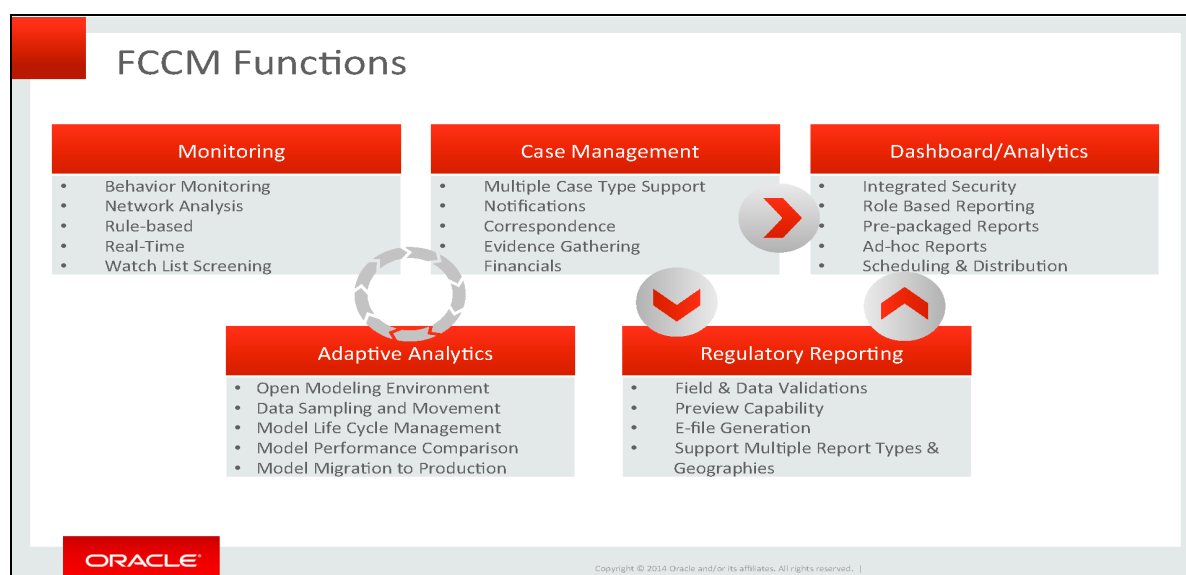 FCCM Functions
Monitoring
• Behavior Monitoring
• Network Analysis
• Rule-based
• Real-Time
• Watch List Screening
Case Management
• Multiple Case Type Support
• Notifications
• Correspondence
• Evidence Gathering
• Financials
Dashboard/Analytics
• Integrated Security
• Role Based Reporting
• Pre-packaged Reports
• Ad-hoc Reports
• Scheduling & Distribution
Adaptive Analytics
• Open Modeling Environment
• Data Sampling and Movement
• Model Life Cycle Management
• Model Performance Comparison
• Model Migration to Production
Regulatory Reporting
• Field & Data Validations
• Preview Capability
• E-file Generation
• Support Multiple Report Types &
Geographies
ORACLE®
Copyright © 2014 Oracle and/or its affiliates. All rights reserved. |